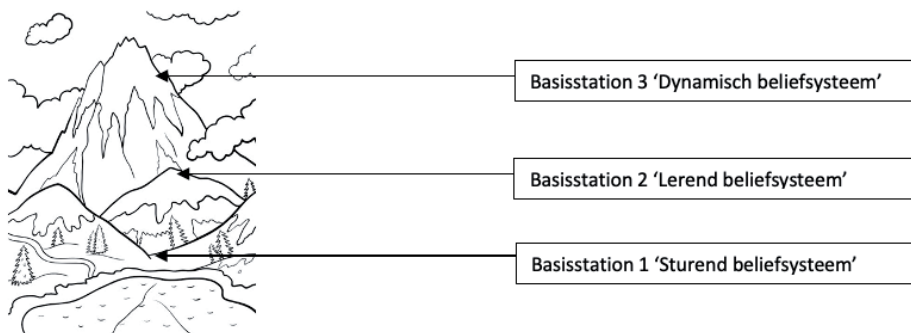 Basisstation 3 ‘Dynamisch beliefsysteem’
Basisstation 2 ‘Lerend beliefsysteem’
Basisstation 1 ‘Sturend beliefsysteem’